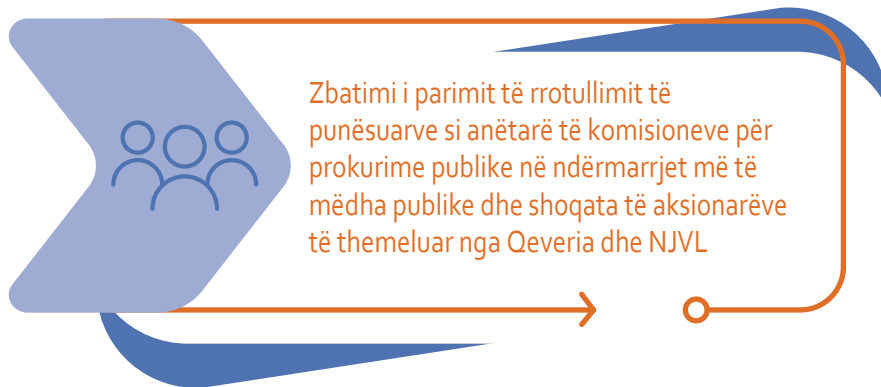 Zbatimi i parimit të rrotullimit të
punësuarve si anëtarë të komisioneve për
prokurime publike në ndërmarrjet më të
mëdha publike dhe shoqata të aksionarëve
të themeluar nga Qeveria dhe NJVL